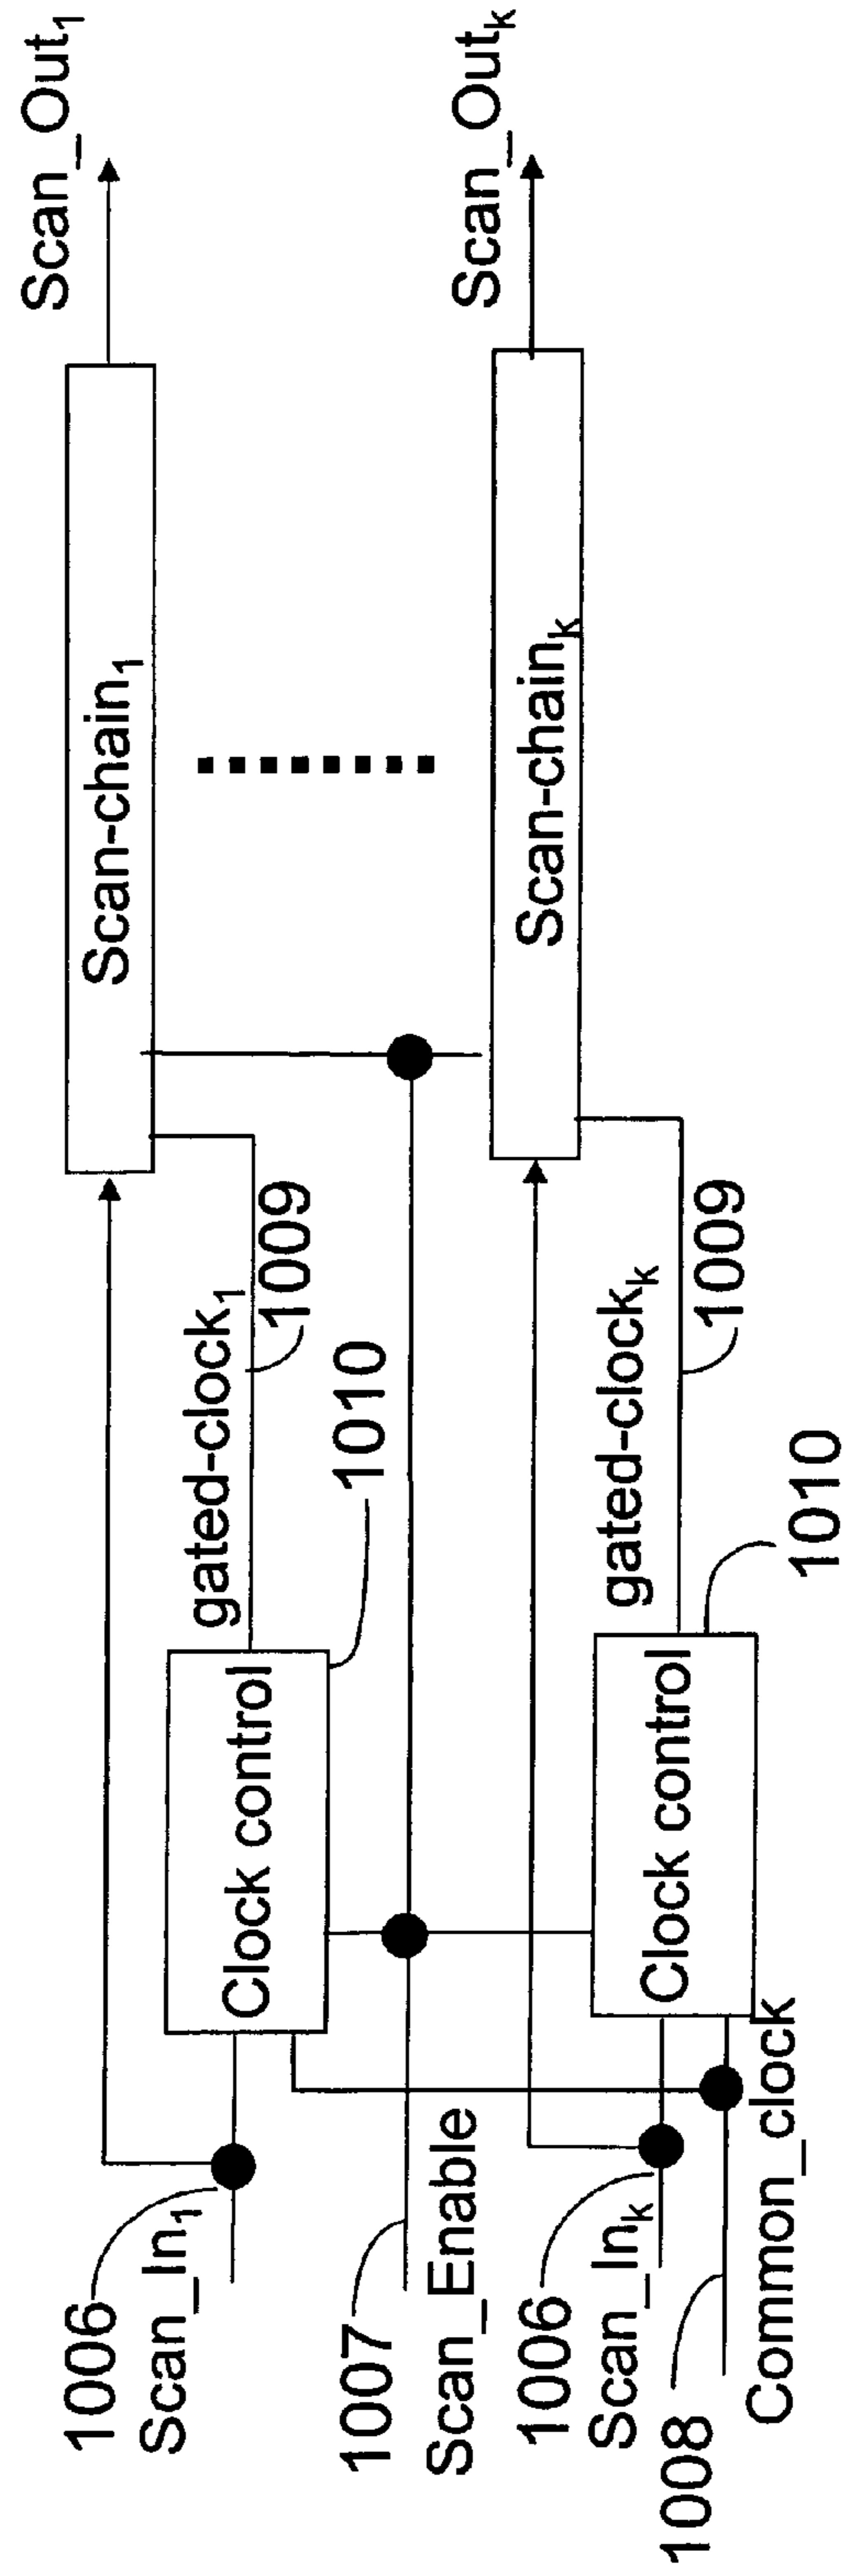 1006
Scan_In1
Clock control
gated-clock1
1009
1010
Scan-chain1
Scan_Out1
1007
Scan_Enable
1006
Scan_Ink
1008
Common_clock
Clock control
gated-clockk
1009
1010
Scan-chaink
Scan_Outk